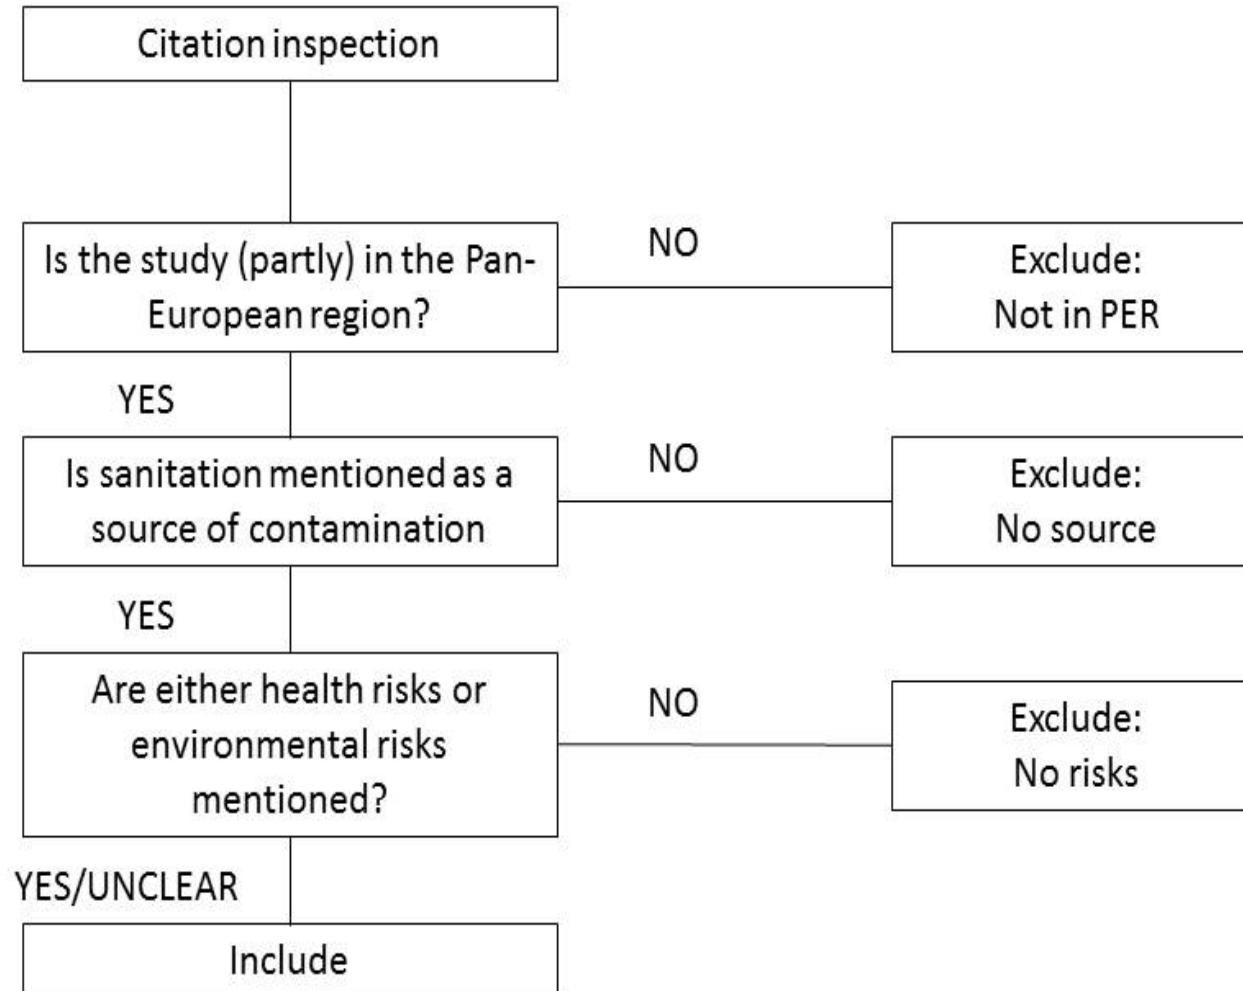 Citation inspection
Is the study (partly) in the Pan-
European region?
NO
Exclude:
Not in PER
YES
Is sanitation mentioned as a
source of contamination
NO
Exclude:
No source
YES
Are either health risks or
environmental risks
mentioned?
NO
Exclude:
No risks
YES/UNCLEAR
Include